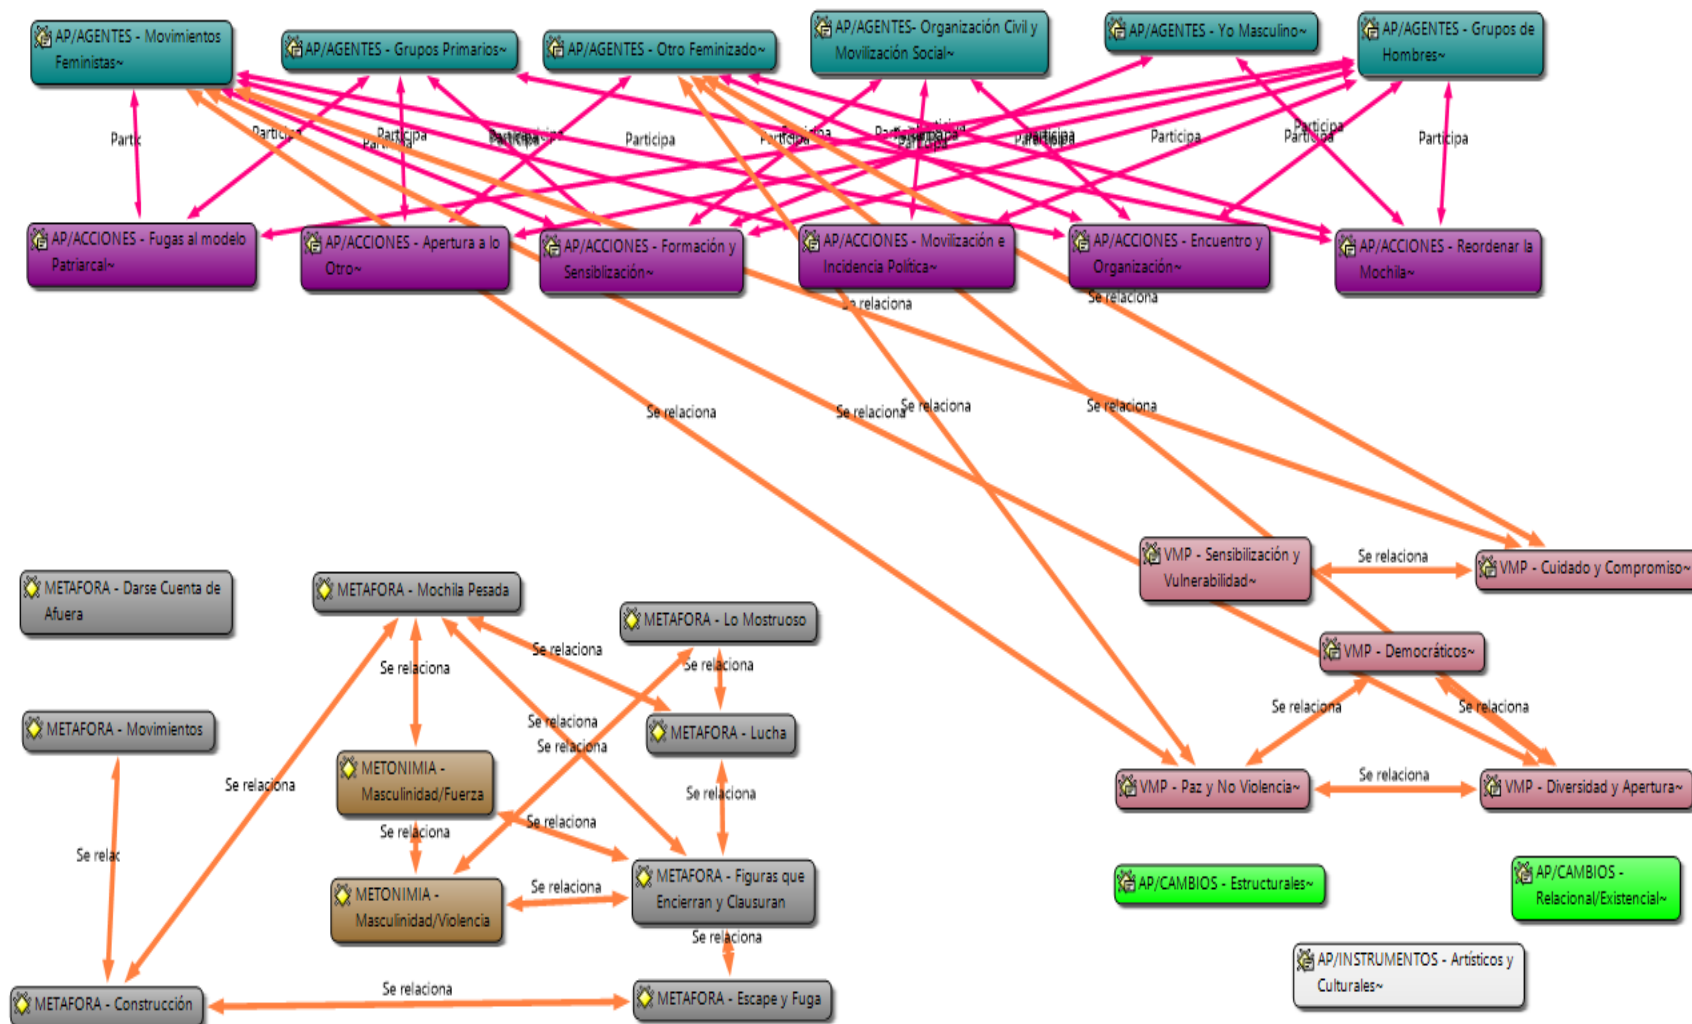 AP/AGENTES - Movimientos
Feministas~
AP/AGENTES - Grupos Primarios~
AP/AGENTES - Otro Feminizado~
AP/AGENTES- Organización Civil y
Movilización Social~
AP/AGENTES - Yo Masculino~
AP/AGENTES - Grupos de
Hombres~
Partic
Participa
Participa
Participa
Participa
Participa
Participa
Participa
Participa
Participa
AP/ACCIONES - Fugas al modelo
Patriarcal~
AP/ACCIONES - Apertura a lo
Otro~
AP/ACCIONES - Formación y
Sensiblización~
AP/ACCIONES - Movilización e
Incidencia Política~
AP/ACCIONES - Encuentro y
Organización~
AP/ACCIONES - Reordenar la
Mochila~
Se relaciona
Se relaciona
Se relaciona
Se relaciona
Se relaciona
Se relaciona
VMP - Sensibilización y
Vulnerabilidad~
Se relaciona
VMP - Cuidado y Compromiso~
VMP - Democráticos~
Se relaciona
Se relaciona
VMP - Paz y No Violencia~
Se relaciona
VMP - Diversidad y Apertura~
METAFORA - Darse Cuenta de
Afuera
METAFORA - Mochila Pesada
METAFORA - Lo Mostruoso
Se relaciona
Se relaciona
Se relaciona
METAFORA - Movimientos
Se relaciona
Se relaciona
METAFORA - Lucha
METONIMIA -
Masculinidad/Fuerza
Se relaciona
Se relaciona
Se relaciona
Se relaciona
Se relac
METONIMIA -
Masculinidad/Violencia
Se relaciona
METAFORA - Figuras que
Encierran y Clausuran
Se relaciona
METAFORA - Construcción
Se relaciona
METAFORA - Escape y Fuga
AP/CAMBIOS - Estructurales~
AP/CAMBIOS -
Relacional/Existencial~
AP/INSTRUMENTOS - Artísticos y
Culturales~